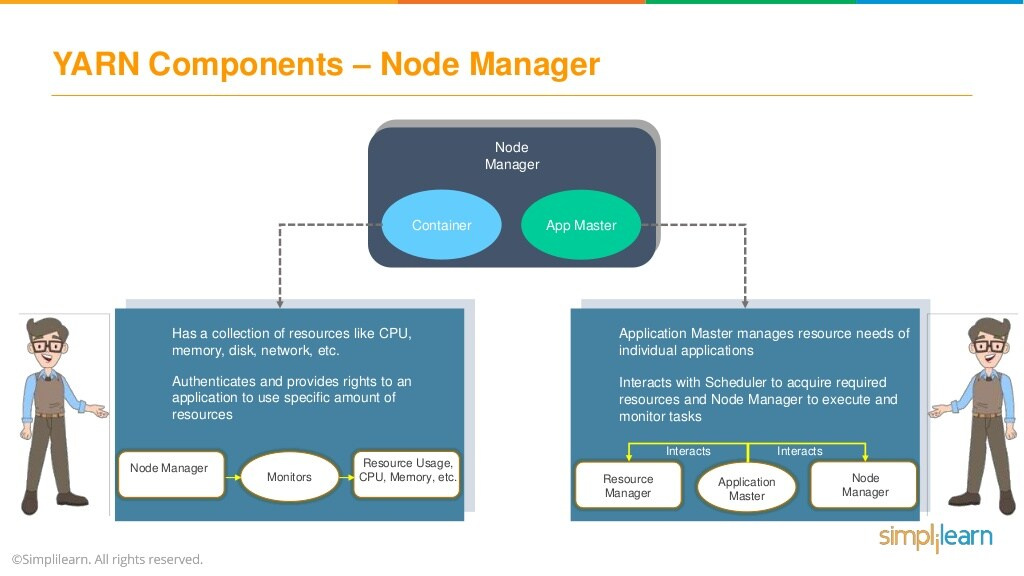 YARN Components – Node Manager
Node
Manager
Container
App Master
Has a collection of resources like CPU,
memory, disk, network, etc.
Authenticates and provides rights to an
application to use specific amount of
resources
Node Manager
Monitors
Resource Usage,
CPU, Memory, etc.
Application Master manages resource needs of
individual applications
Interacts with Scheduler to acquire required
resources and Node Manager to execute and
monitor tasks
Interacts
Interacts
Resource
Manager
Application
Master
Node
Manager
simplilearn
©Simplilearn. All rights reserved.